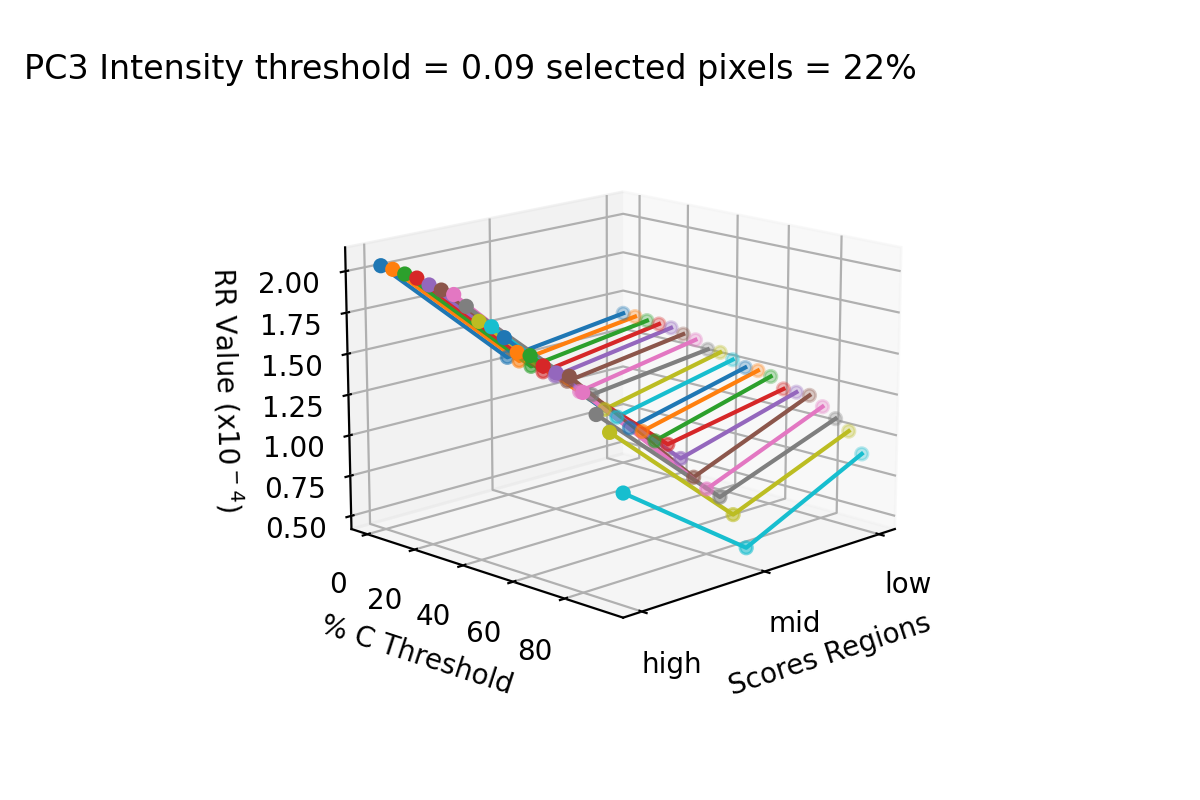 PC3 Intensity threshold = 0.09 selected pixels = 22%
RR Value (x10⁻⁴)
2.00
1.75
1.50
1.25
1.00
0.75
0.50
0
20
40
60
80
% C Threshold
high
mid
low
Scores Regions